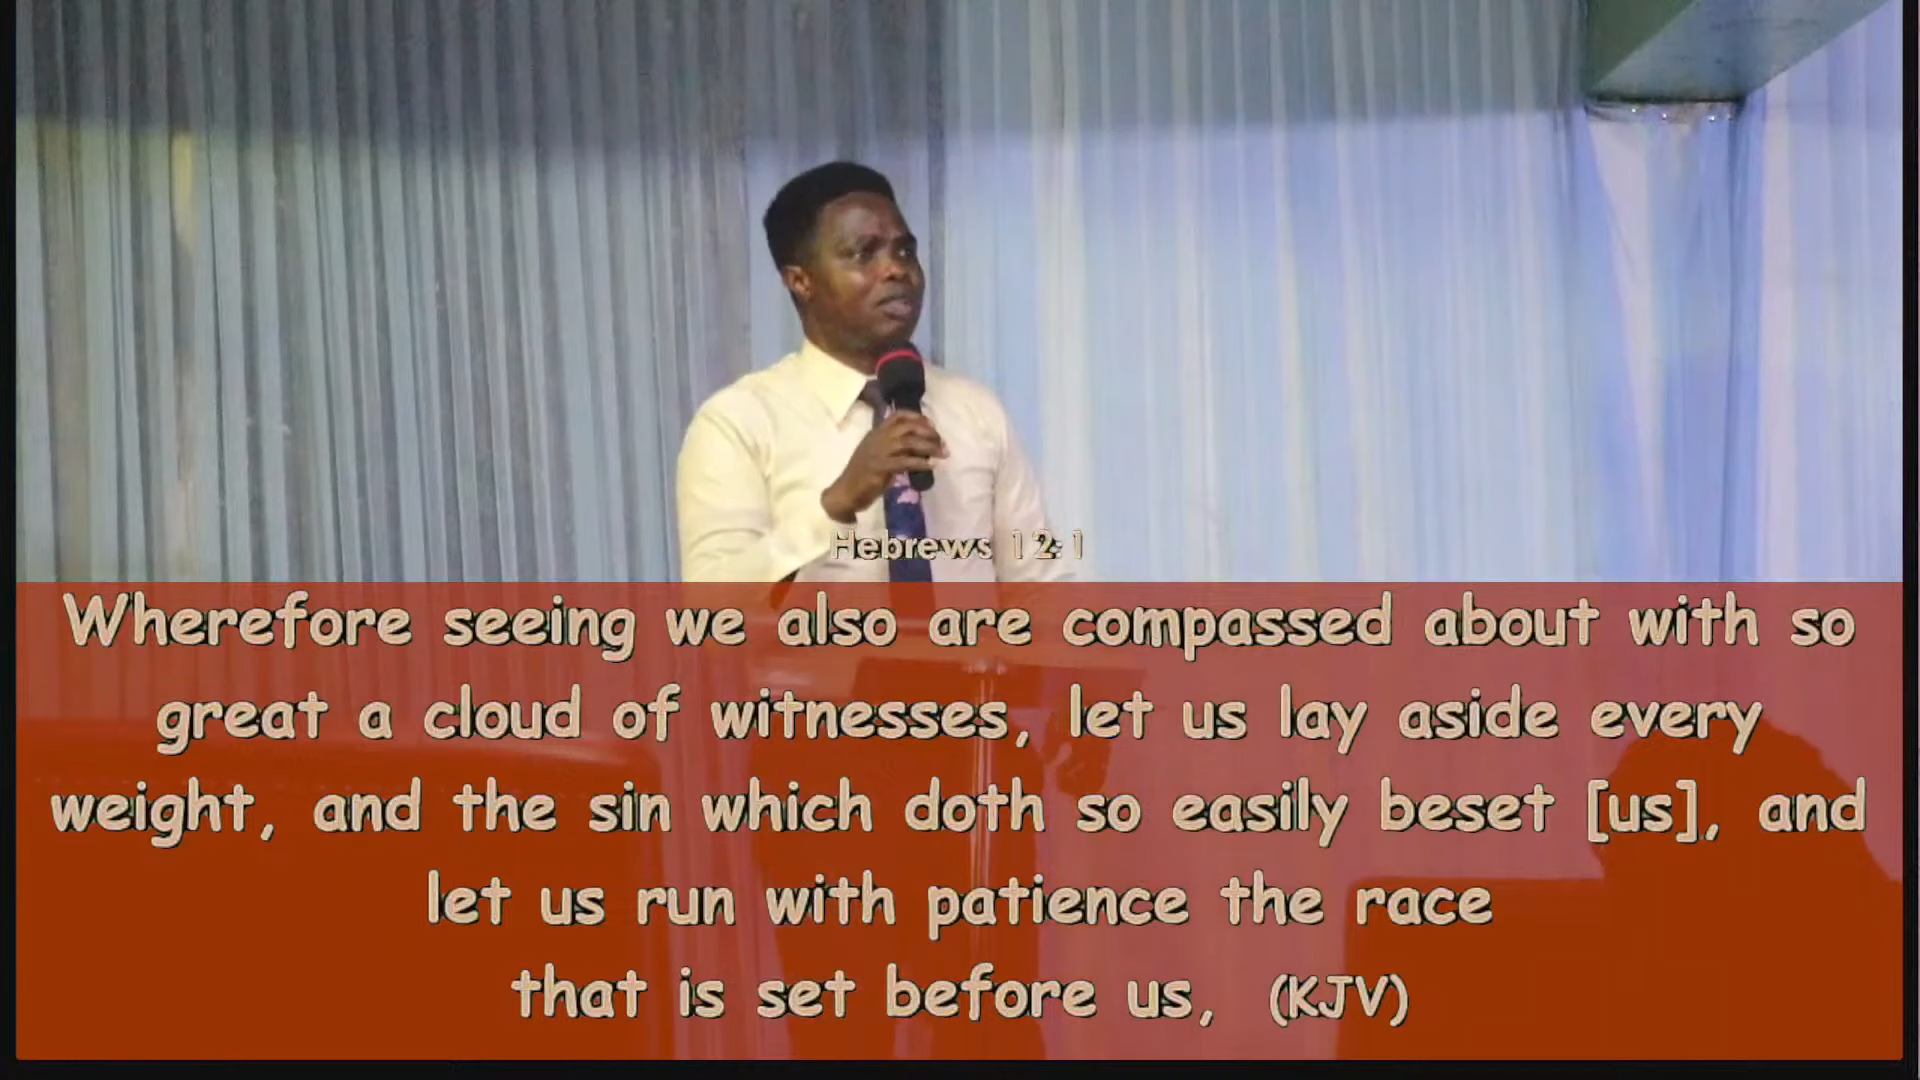 Hebrews 12:1
Wherefore seeing we also are compassed about with so
great a cloud of witnesses, let us lay aside every
weight, and the sin which doth so easily beset [us], and
let us run with patience the race
that is set before us, (KJV)